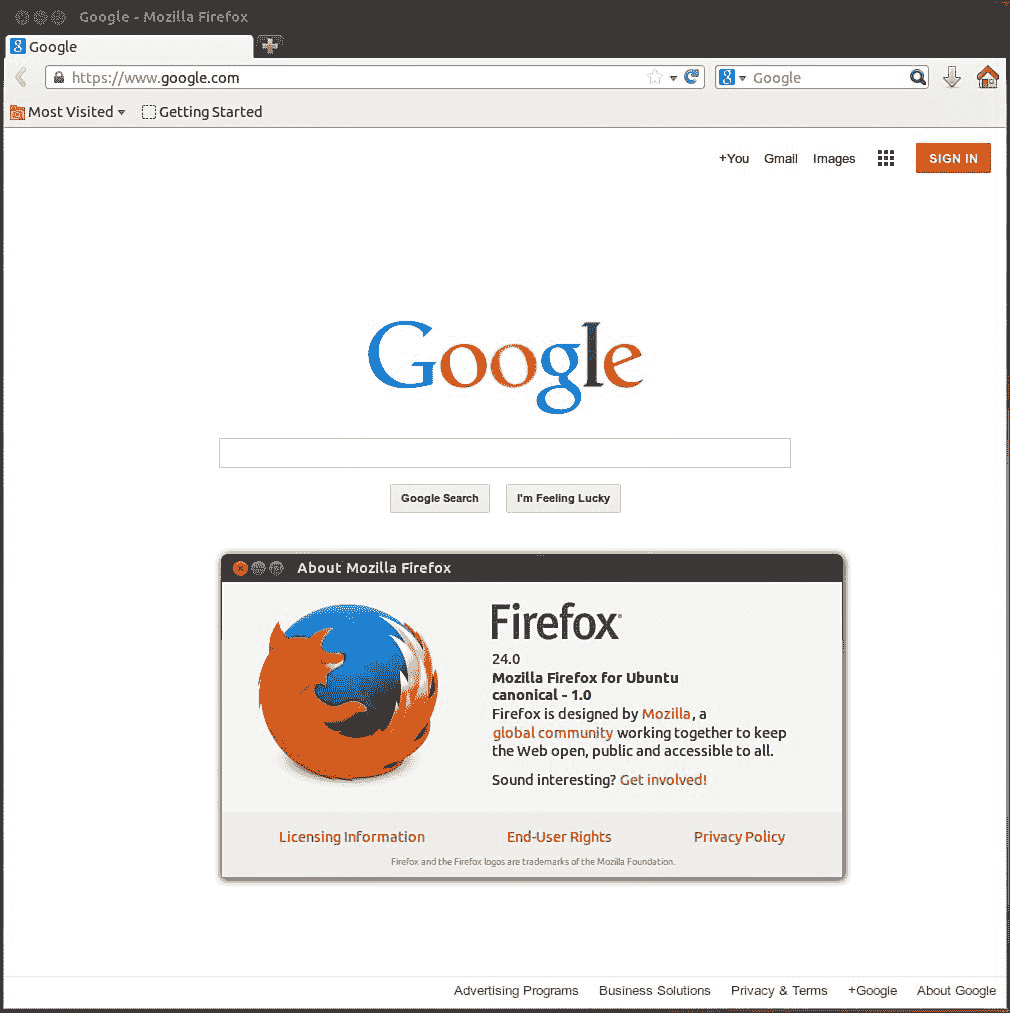 Google - Mozilla Firefox
Google
https://www.google.com
Google
Most Visited
Getting Started
+You Gmail Images SIGN IN
Google
Google Search I'm Feeling Lucky
About Mozilla Firefox
Firefox
24.0
Mozilla Firefox for Ubuntu
canonical - 1.0
Firefox is designed by Mozilla, a
global community working together to keep
the Web open, public and accessible to all.
Sound interesting? Get involved!
Licensing Information End-User Rights Privacy Policy
Firefox and the Firefox logos are trademarks of the Mozilla Foundation.
Advertising Programs Business Solutions Privacy & Terms +Google About Google